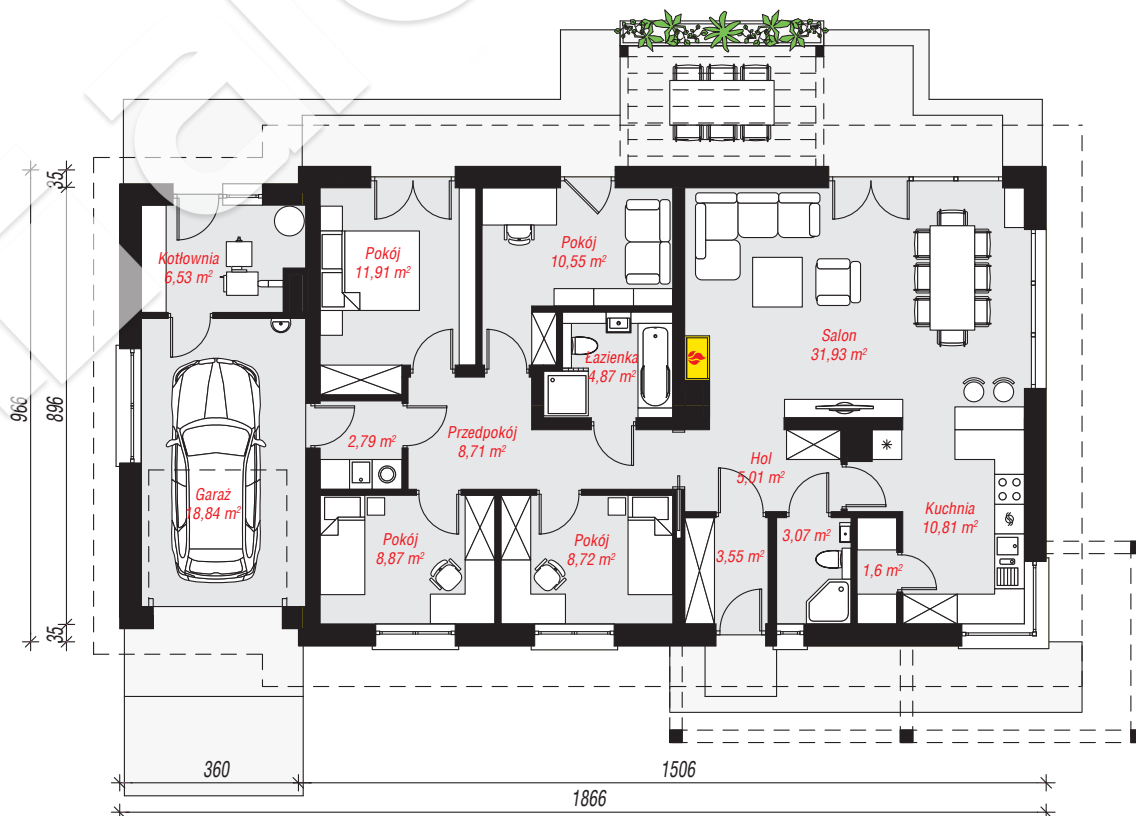 Kotłownia
6,53 m²
Pokój
11,91 m²
Pokój
10,55 m²
Łazienka
4,87 m²
Salon
31,93 m²
2,79 m²
Przedpokój
8,71 m²
Hol
5,01 m²
Garaż
18,84 m²
Pokój
8,87 m²
Pokój
8,72 m²
3,55 m²
3,07 m²
1,6 m²
Kuchnia
10,81 m²
35
966
896
35
360
1506
1866